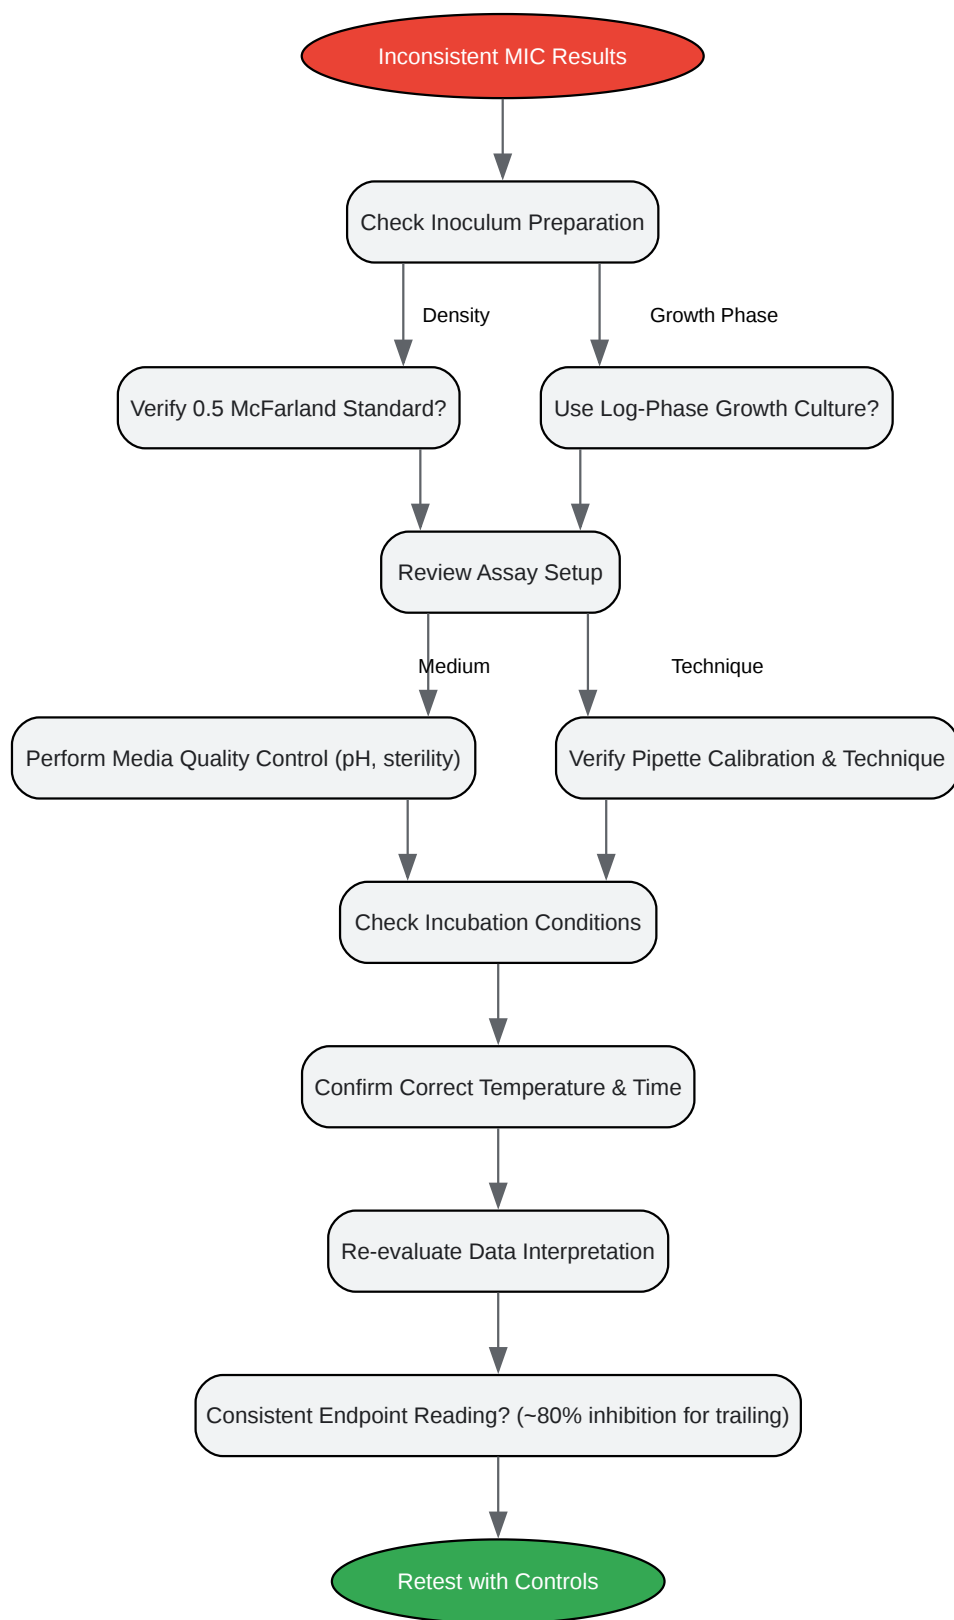 Inconsistent MIC Results
Check Inoculum Preparation
Density
Growth Phase
Verify 0.5 McFarland Standard?
Use Log-Phase Growth Culture?
Review Assay Setup
Medium
Technique
Perform Media Quality Control (pH, sterility)
Verify Pipette Calibration & Technique
Check Incubation Conditions
Confirm Correct Temperature & Time
Re-evaluate Data Interpretation
Consistent Endpoint Reading? (~80% inhibition for trailing)
Retest with Controls